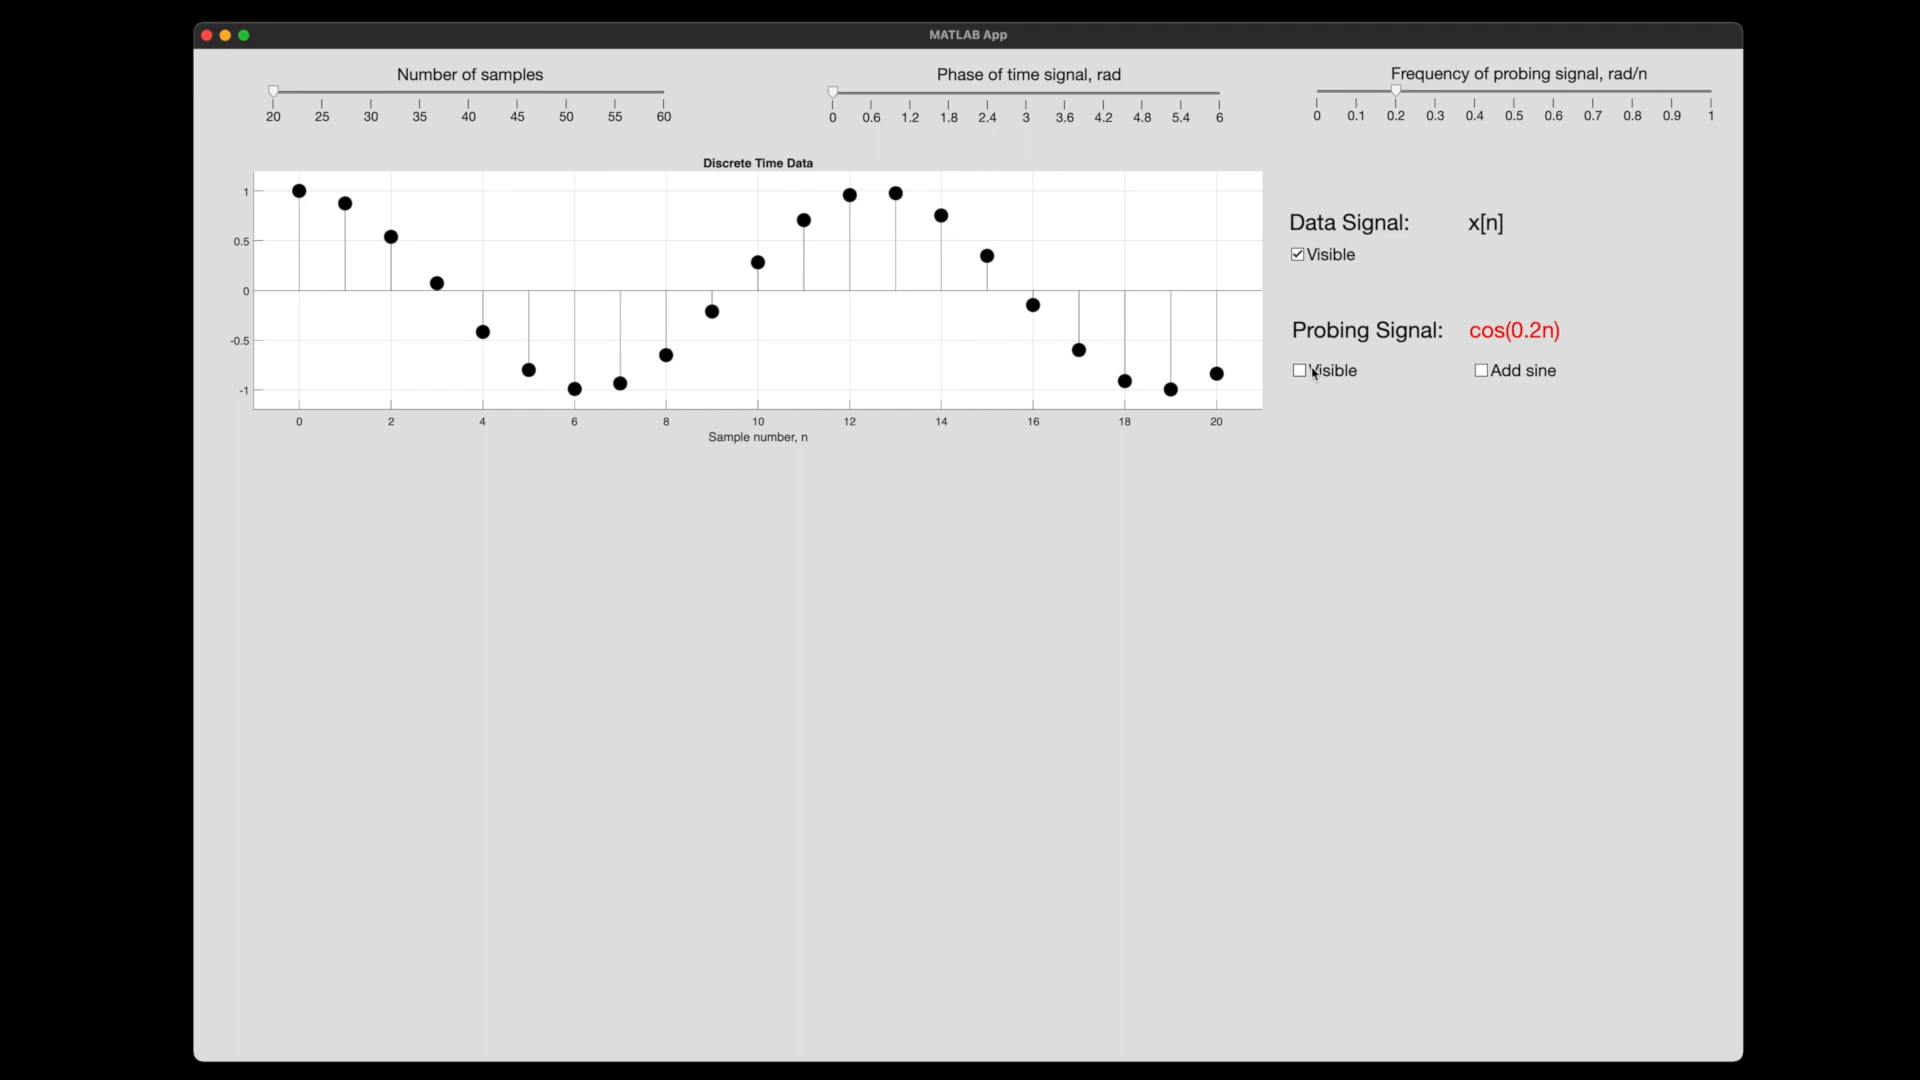 MATLAB App
Number of samples
20 25 30 35 40 45 50 55 60
Phase of time signal, rad
0 0.6 1.2 1.8 2.4 3 3.6 4.2 4.8 5.4 6
Frequency of probing signal, rad/n
0 0.1 0.2 0.3 0.4 0.5 0.6 0.7 0.8 0.9 1
Discrete Time Data
1
0.5
0
-0.5
-1
0 2 4 6 8 10 12 14 16 18 20
Sample number, n
Data Signal: x[n]
Visible
Probing Signal: cos(0.2n)
Visible Add sine